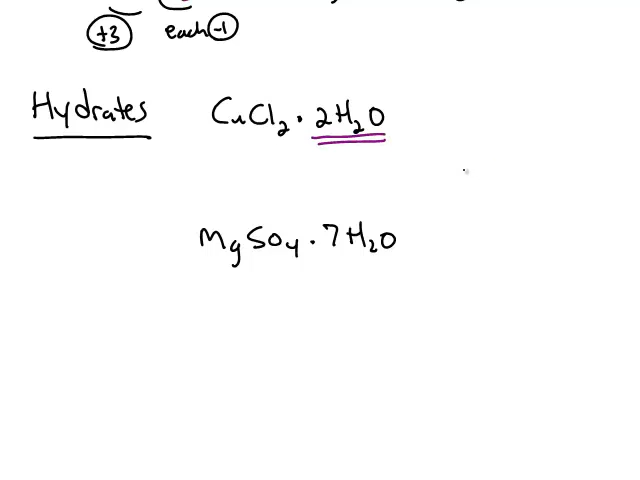 +3 each -1
Hydrates CuCl₂ · 2H₂O
MgSO₄ · 7H₂O